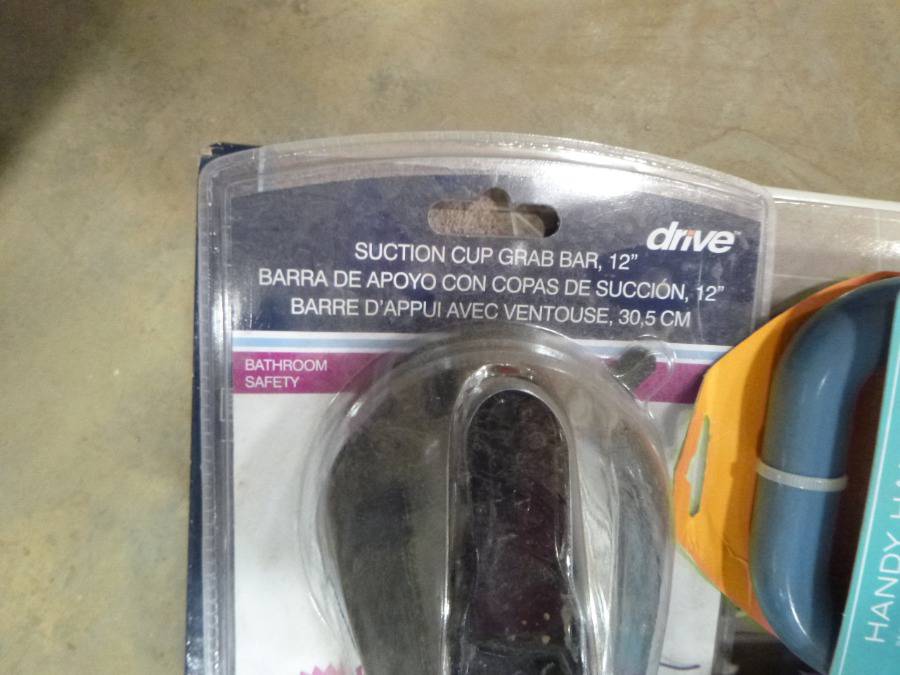 drive™
SUCTION CUP GRAB BAR, 12”
BARRA DE APOYO CON COPAS DE SUCCIÓN, 12”
BARRE D’APPUI AVEC VENTOUSE, 30,5 CM
BATHROOM
SAFETY
HANDY